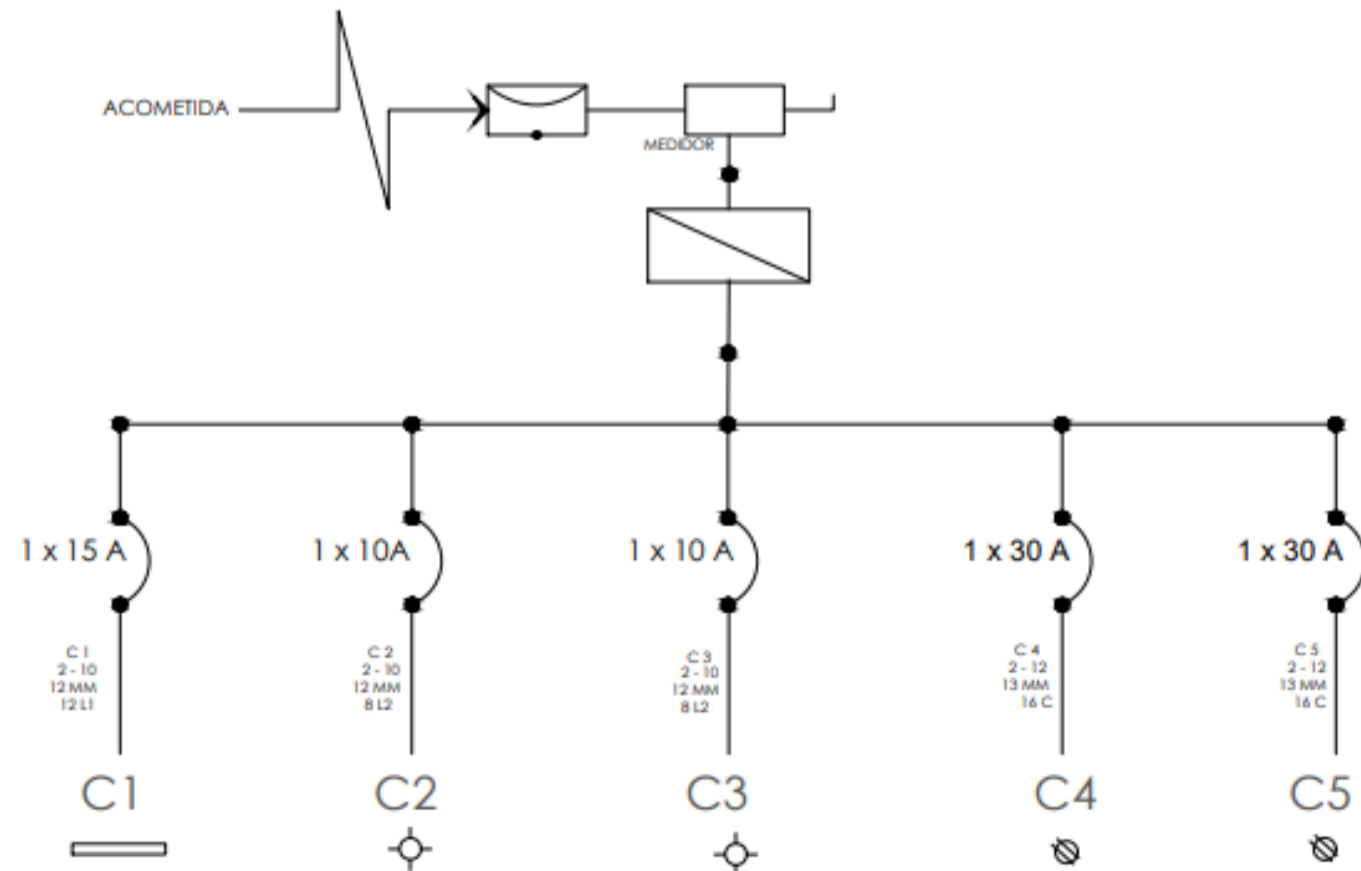 ACOMETIDA
MEDIDOR
1 x 15 A
1 x 10A
1 x 10 A
1 x 30 A
1 x 30 A
C 1
2 - 10
12 MM
12 L1
C 2
2 - 10
12 MM
8 L2
C 3
2 - 10
12 MM
8 L2
C 4
2 - 12
13 MM
16 C
C 5
2 - 12
13 MM
16 C
C1
C2
C3
C4
C5